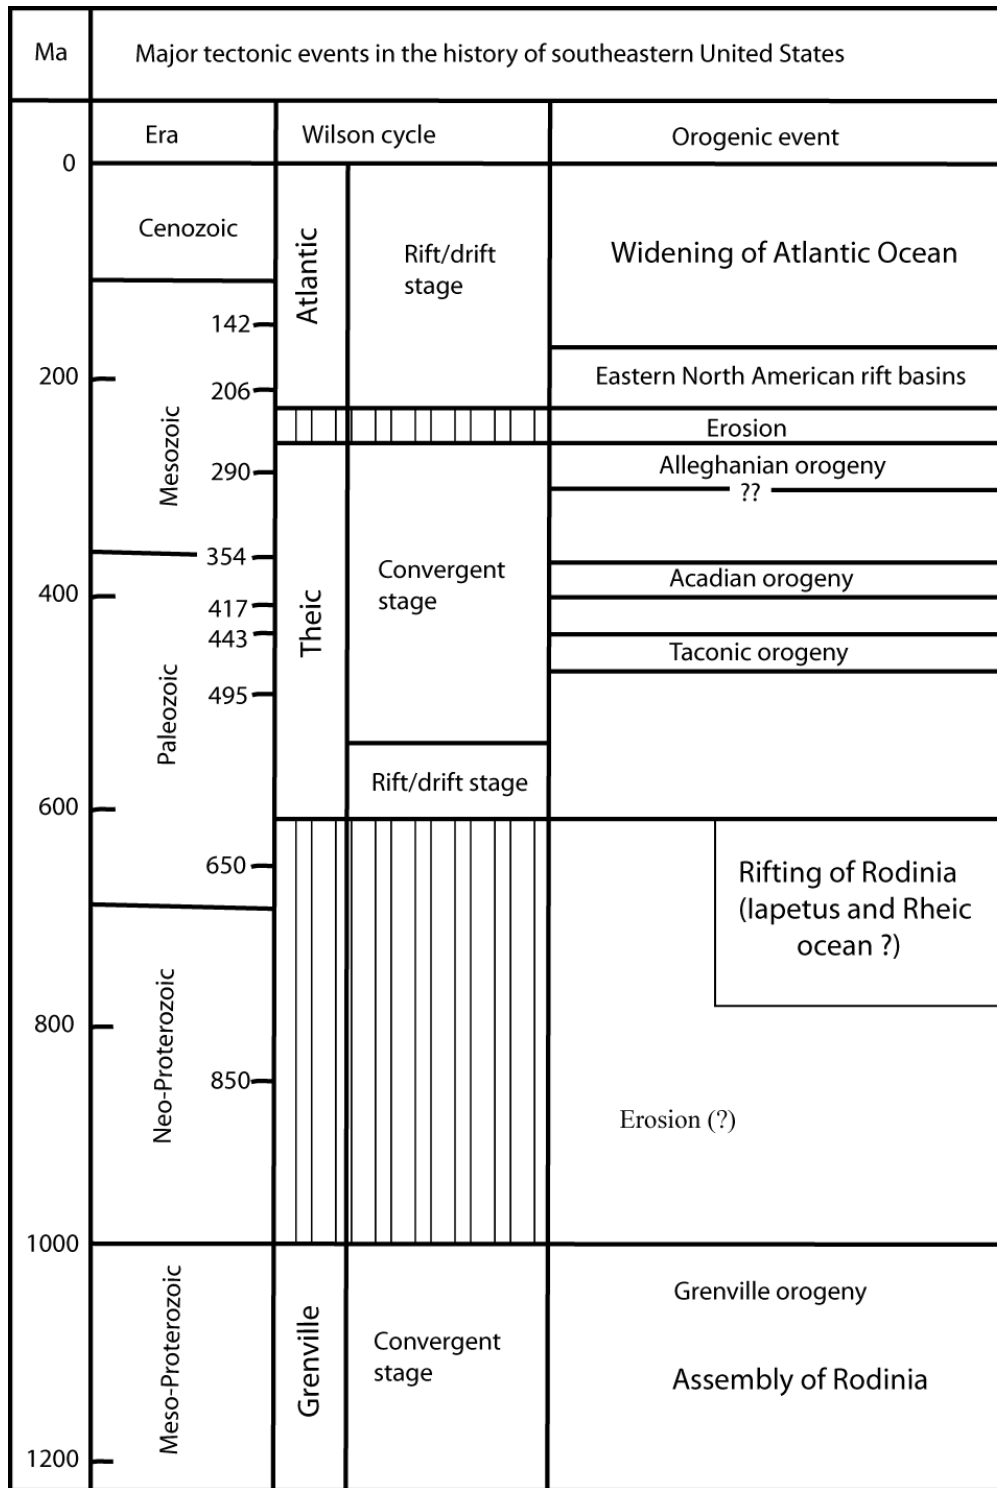 Ma
Major tectonic events in the history of southeastern United States
Era
Wilson cycle
Orogenic event
0
Cenozoic
Atlantic
Rift/drift
stage
Widening of Atlantic Ocean
142
200
206
Eastern North American rift basins
Mesozoic
Erosion
290
Alleghanian orogeny
??
354
Theic
Convergent
stage
Acadian orogeny
400
417
443
Taconic orogeny
Paleozoic
495
Rift/drift stage
600
650
Rifting of Rodinia
(Iapetus and Rheic
ocean ?)
Neo-Proterozoic
800
850
Erosion (?)
1000
Meso-Proterozoic
Grenville
Convergent
stage
Grenville orogeny
Assembly of Rodinia
1200